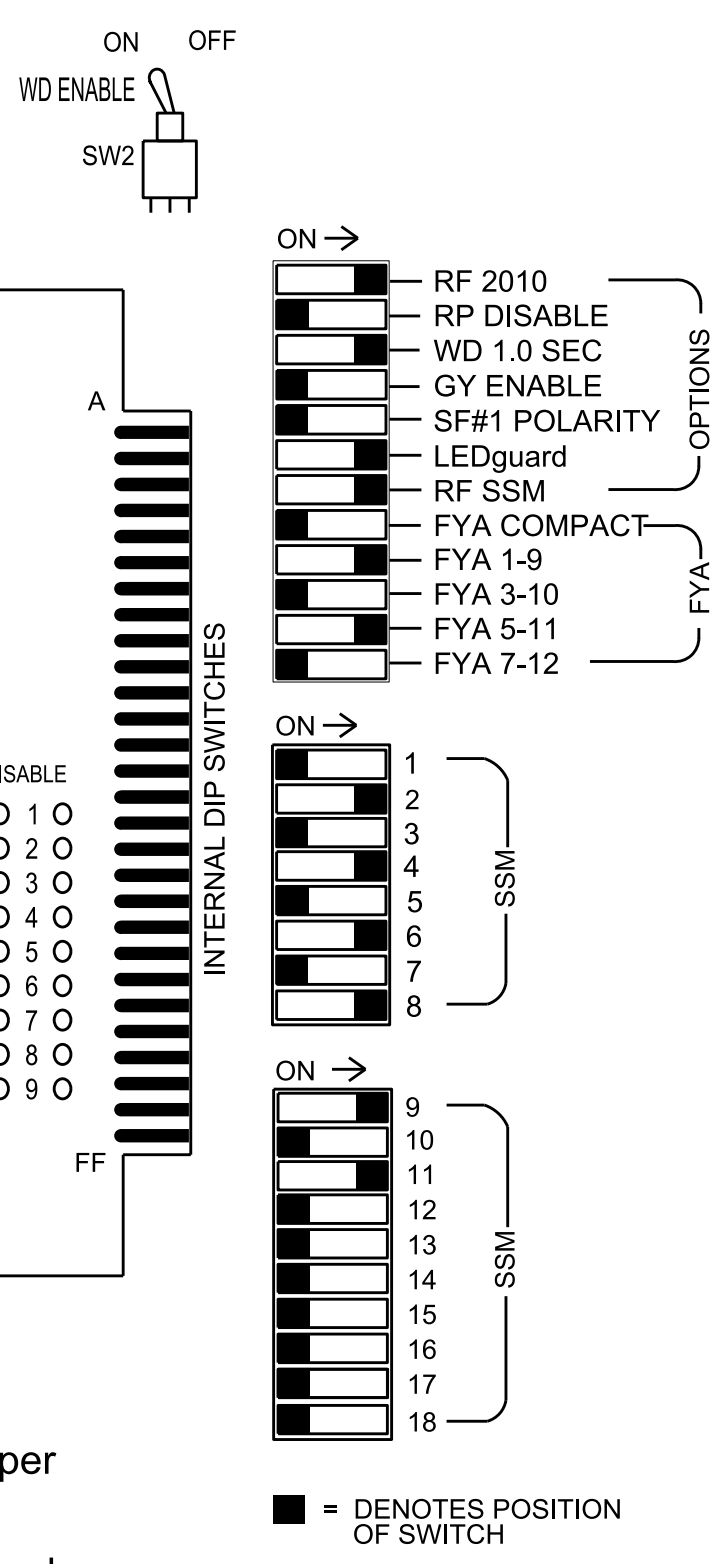 ON OFF
WD ENABLE
SW2
ON →
RF 2010
RP DISABLE
WD 1.0 SEC
GY ENABLE
SF#1 POLARITY
LEDguard
RF SSM
OPTIONS
FYA COMPACT
FYA 1-9
FYA 3-10
FYA 5-11
FYA 7-12
FYA
A
FF
INTERNAL DIP SWITCHES
ISABLE
1
2
3
4
5
6
7
8
9
ON →
1
2
3
4
5
6
7
8
SSM
ON →
9
10
11
12
13
14
15
16
17
18
SSM
per
= DENOTES POSITION
OF SWITCH